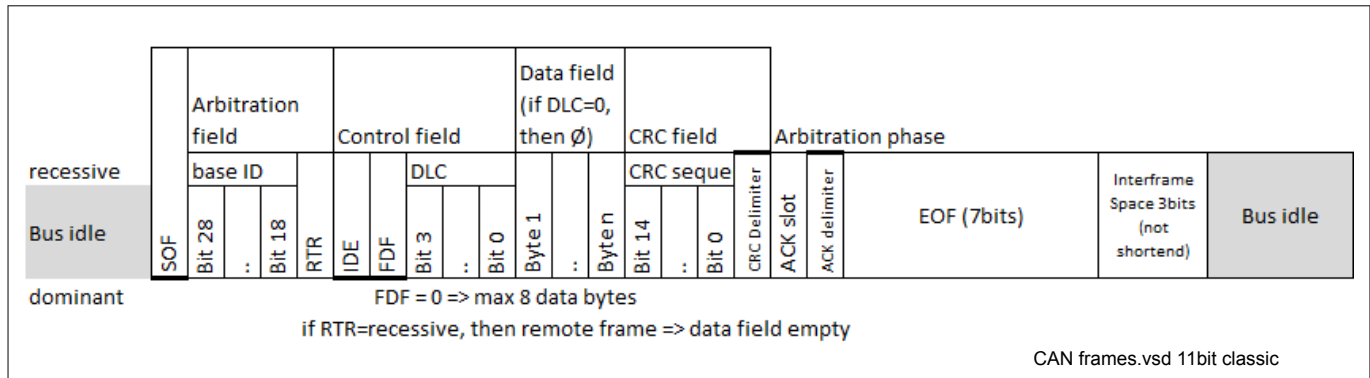 Data field
Arbitration
(if DLC=0,
field
Control field
then Ø)
CRC field
Arbitration phase
recessive
base ID
DLC
CRC seque
Bus idle
SOF
Bit 28
..
Bit 18
RTR
IDE
FDF
Bit 3
..
Bit 0
Byte 1
..
Byte n
Bit 14
..
Bit 0
CRC Delimiter
ACK slot
ACK delimiter
EOF (7bits)
Interframe
Space 3bits
(not
shortend)
Bus idle
dominant
FDF = 0 => max 8 data bytes
if RTR=recessive, then remote frame => data field empty
CAN frames.vsd 11bit classic